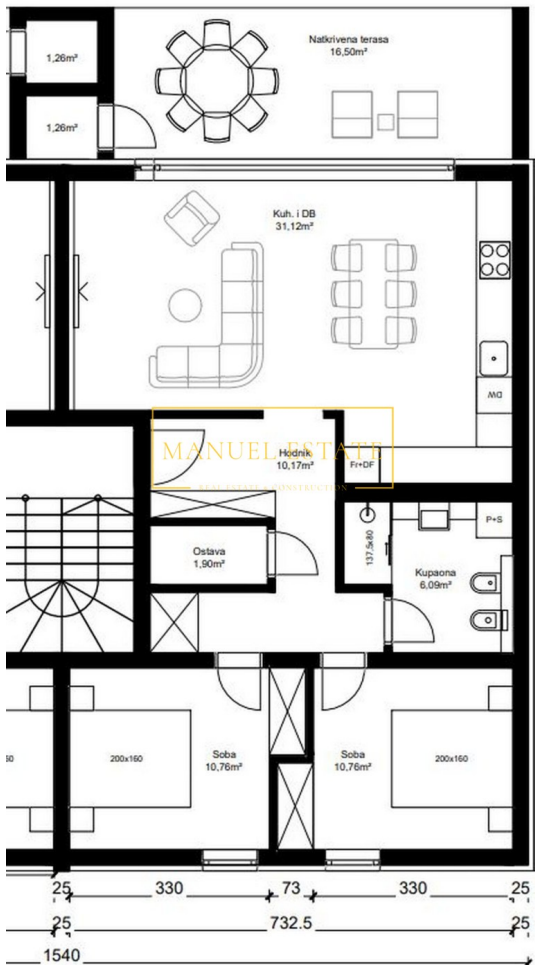 Natkrivena terasa
16,50m²
1,26m²
1,26m²
Kuh. i DB
31,12m²
DW
MANUEL ESTATE
REAL ESTATE & CONSTRUCTION
Hodnik
10,17m²
Fr+DF
137,5x80
P+S
Ostava
1,90m²
Kupaona
6,09m²
60
200x160
Soba
10,76m²
Soba
10,76m²
200x160
25 330 73 330 25
25 732.5 25
1540